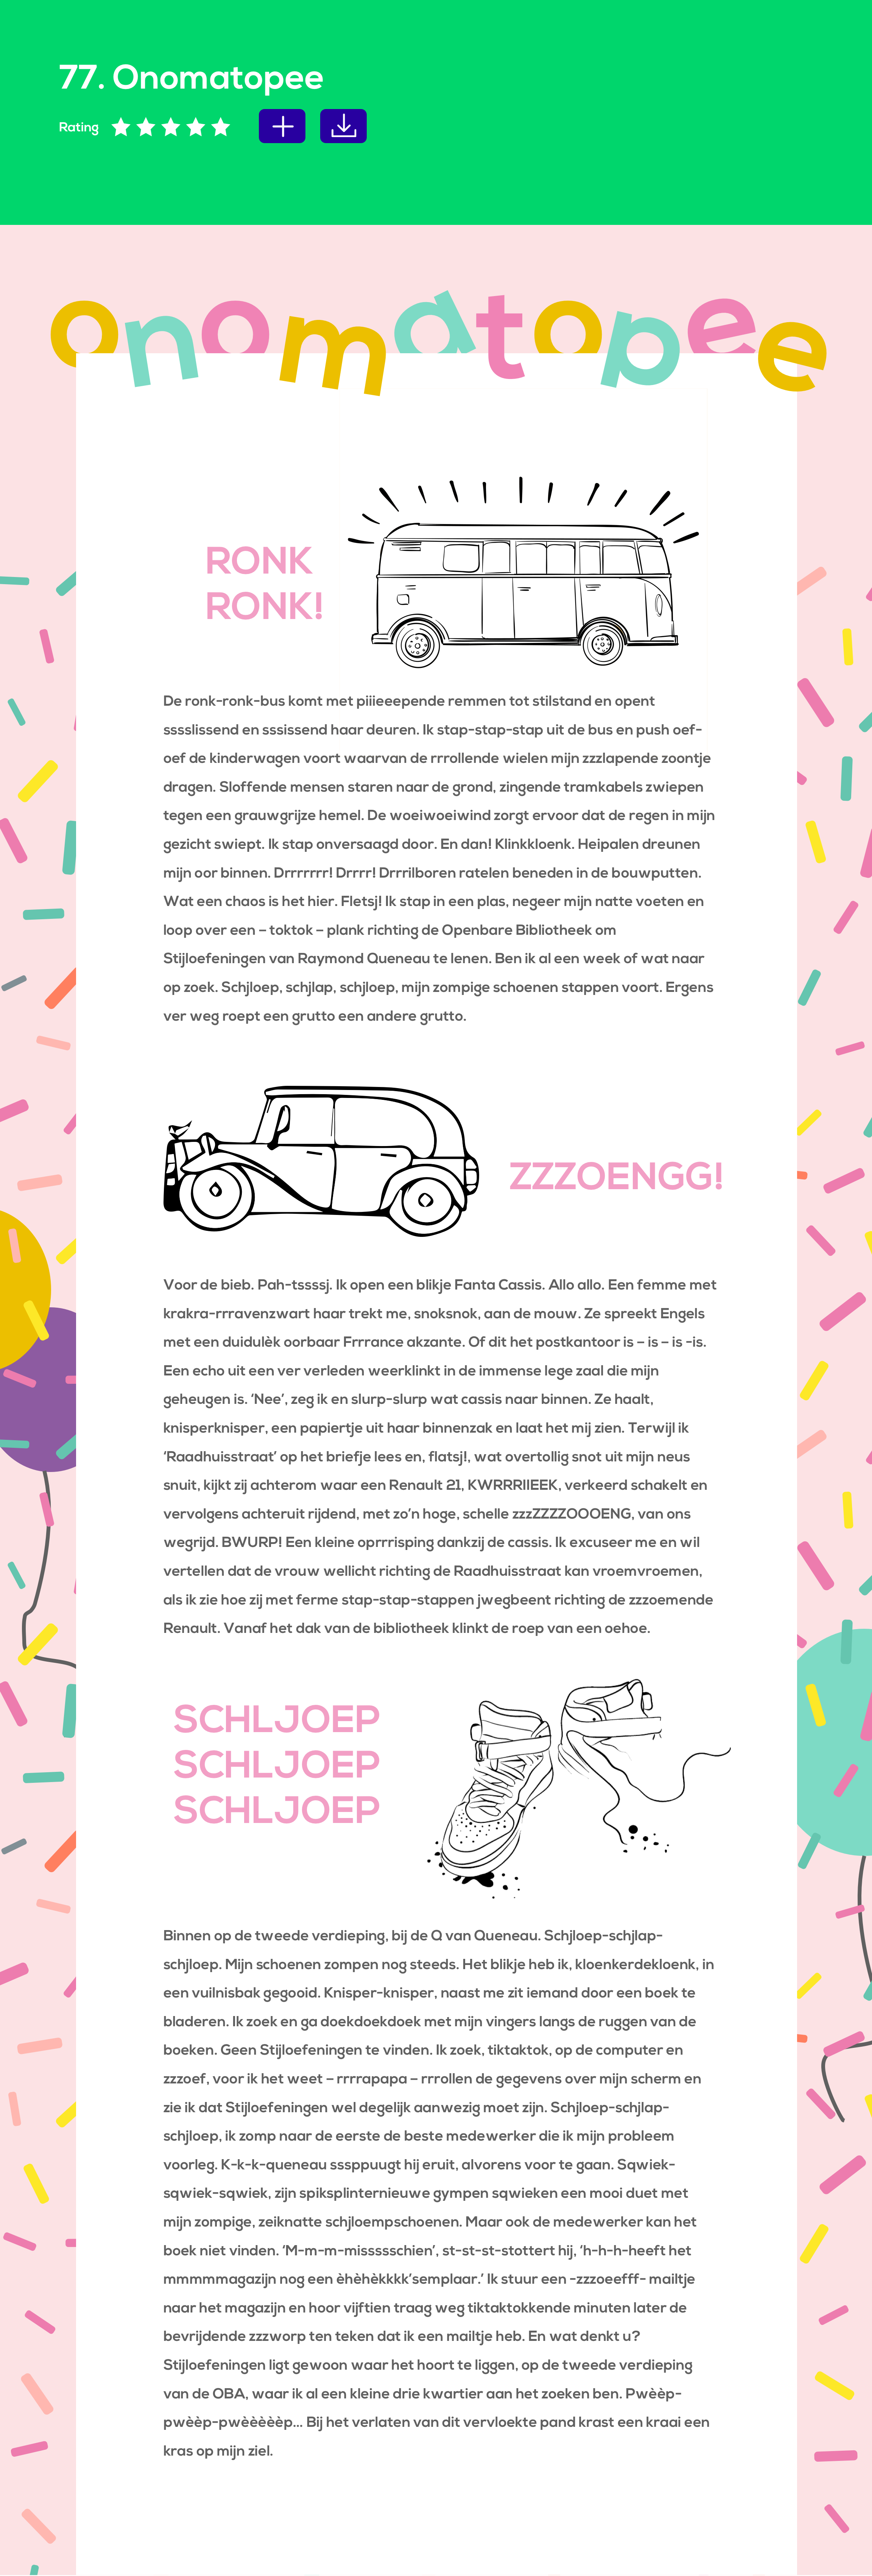 77. Onomatopee
Rating
onomatopee
RONK
RONK!
De ronk-ronk-bus komt met piiieeepende remmen tot stilstand en opent
sssslissend en sssissend haar deuren. Ik stap-stap-stap uit de bus en push oef-
oef de kinderwagen voort waarvan de rrrollende wielen mijn zzzlapende zoontje
dragen. Sloffende mensen staren naar de grond, zingende tramkabels zwiepen
tegen een grauwgrijze hemel. De woeiwoeiwind zorgt ervoor dat de regen in mijn
gezicht swiept. Ik stap onversaagd door. En dan! Klinkkloenk. Heipalen dreunen
mijn oor binnen. Drrrrrrr! Drrrr! Drrrilboren ratelen beneden in de bouwputten.
Wat een chaos is het hier. Fletsj! Ik stap in een plas, negeer mijn natte voeten en
loop over een – toktok – plank richting de Openbare Bibliotheek om
Stijloefeningen van Raymond Queneau te lenen. Ben ik al een week of wat naar
op zoek. Schjloep, schjlap, schjloep, mijn zompige schoenen stappen voort. Ergens
ver weg roept een grutto een andere grutto.
ZZZOENGG!
Voor de bieb. Pah-tssssj. Ik open een blikje Fanta Cassis. Allo allo. Een femme met
krakra-rrravenzwart haar trekt me, snoksnok, aan de mouw. Ze spreekt Engels
met een duidulèk oorbaar Frrrance akzante. Of dit het postkantoor is – is – is -is.
Een echo uit een ver verleden weerklinkt in de immense lege zaal die mijn
geheugen is. ‘Nee’, zeg ik en slurp-slurp wat cassis naar binnen. Ze haalt,
knisperknisper, een papiertje uit haar binnenzak en laat het mij zien. Terwijl ik
‘Raadhuisstraat’ op het briefje lees en, flatsj!, wat overtollig snot uit mijn neus
snuit, kijkt zij achterom waar een Renault 21, KWRRRIIEEK, verkeerd schakelt en
vervolgens achteruit rijdend, met zo’n hoge, schelle zzzZZZZOOOENG, van ons
wegrijd. BWURP! Een kleine oprrrisping dankzij de cassis. Ik excuseer me en wil
vertellen dat de vrouw wellicht richting de Raadhuisstraat kan vroemvroemen,
als ik zie hoe zij met ferme stap-stap-stappen jwegbeent richting de zzzoemende
Renault. Vanaf het dak van de bibliotheek klinkt de roep van een oehoe.
SCHLJOEP
SCHLJOEP
SCHLJOEP
Binnen op de tweede verdieping, bij de Q van Queneau. Schjloep-schjlap-
schjloep. Mijn schoenen zompen nog steeds. Het blikje heb ik, kloenkerdekloenk, in
een vuilnisbak gegooid. Knisper-knisper, naast me zit iemand door een boek te
bladeren. Ik zoek en ga doekdoekdoek met mijn vingers langs de ruggen van de
boeken. Geen Stijloefeningen te vinden. Ik zoek, tiktaktok, op de computer en
zzzoef, voor ik het weet – rrrrapapa – rrrollen de gegevens over mijn scherm en
zie ik dat Stijloefeningen wel degelijk aanwezig moet zijn. Schjloep-schjlap-
schjloep, ik zomp naar de eerste de beste medewerker die ik mijn probleem
voorleg. K-k-k-queneau sssppuugt hij eruit, alvorens voor te gaan. Sqwiek-
sqwiek-sqwiek, zijn spiksplinternieuwe gympen sqwieken een mooi duet met
mijn zompige, zeiknatte schjloempschoenen. Maar ook de medewerker kan het
boek niet vinden. ‘M-m-m-misssssschien’, st-st-st-stottert hij, ‘h-h-h-heeft het
mmmmmagazijn nog een èhèhèkkkk’semplaar.’ Ik stuur een -zzzoeefff- mailtje
naar het magazijn en hoor vijftien traag weg tiktaktokkende minuten later de
bevrijdende zzzworp ten teken dat ik een mailtje heb. En wat denkt u?
Stijloefeningen ligt gewoon waar het hoort te liggen, op de tweede verdieping
van de OBA, waar ik al een kleine drie kwartier aan het zoeken ben. Pwèèp-
pwèèp-pwèèèèèp... Bij het verlaten van dit vervloekte pand krast een kraai een
kras op mijn ziel.